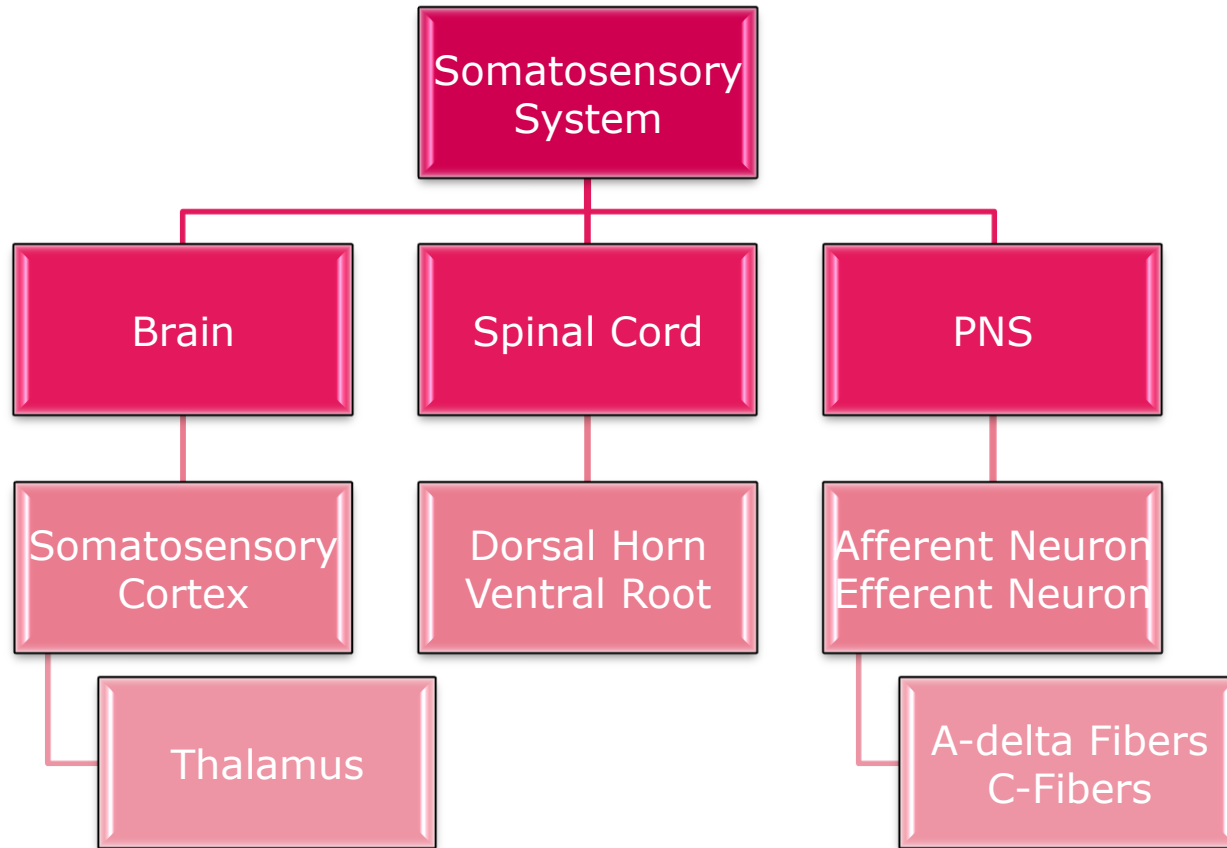 Somatosensory
System
Brain
Spinal Cord
PNS
Somatosensory
Cortex
Dorsal Horn
Ventral Root
Afferent Neuron
Efferent Neuron
Thalamus
A-delta Fibers
C-Fibers